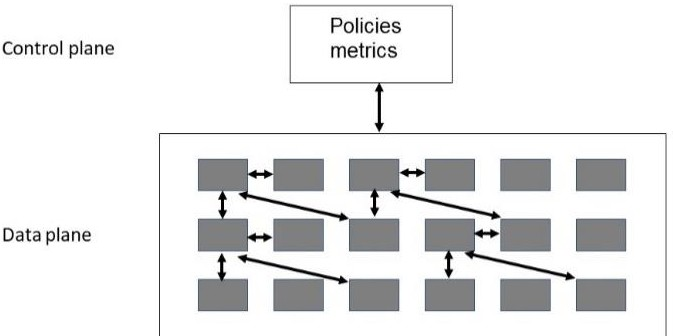 Policies
metrics
Control plane
Data plane